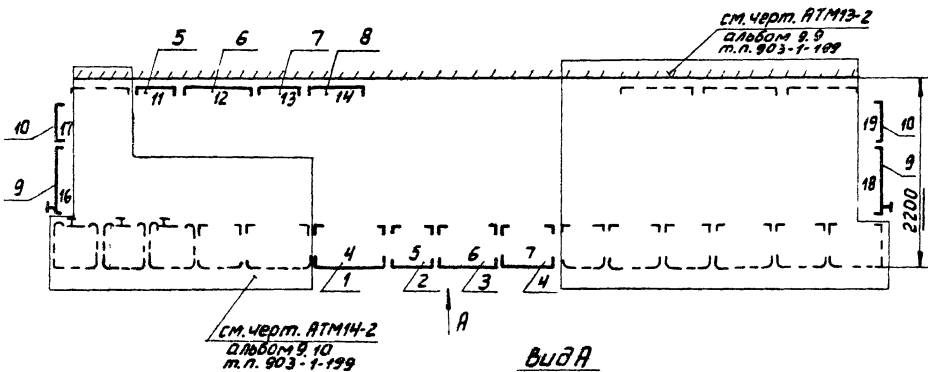 см. черт. АТМ13-2
альбом 9.9
т.п. 903-1-199
5 6 7 8
11 12 13 14
10 17 19 10
9 16 18 9
2200
4 5 6 7
1 2 3 4
А
см. черт. АТМ14-2
альбом 9.10
т.п. 903-1-199
Вид А